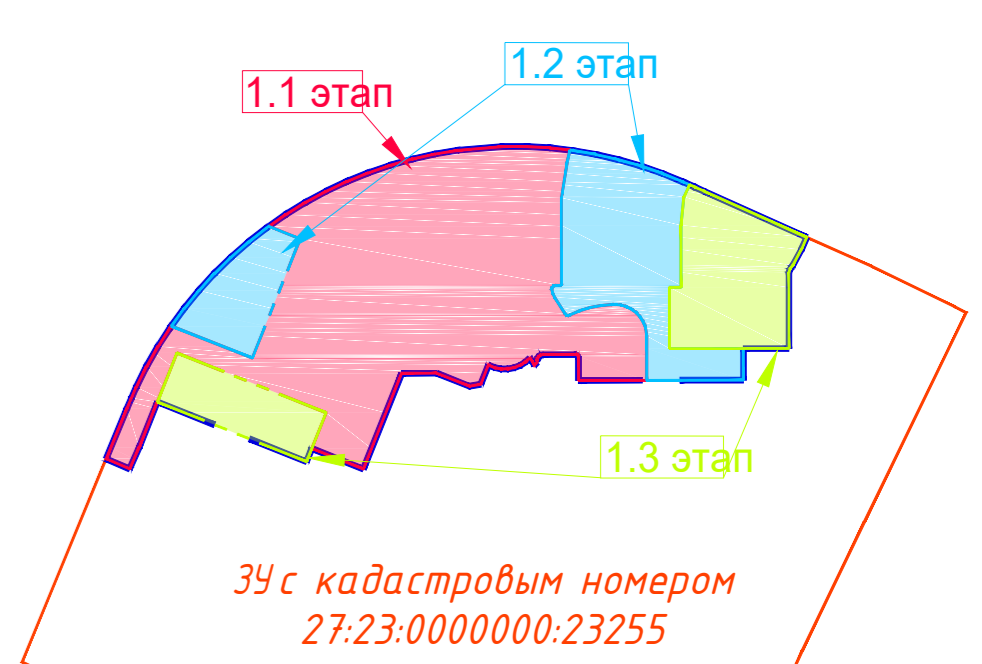 1.2 этап
1.1 этап
1.3 этап
ЗУ с кадастровым номером
27:23:0000000:23255